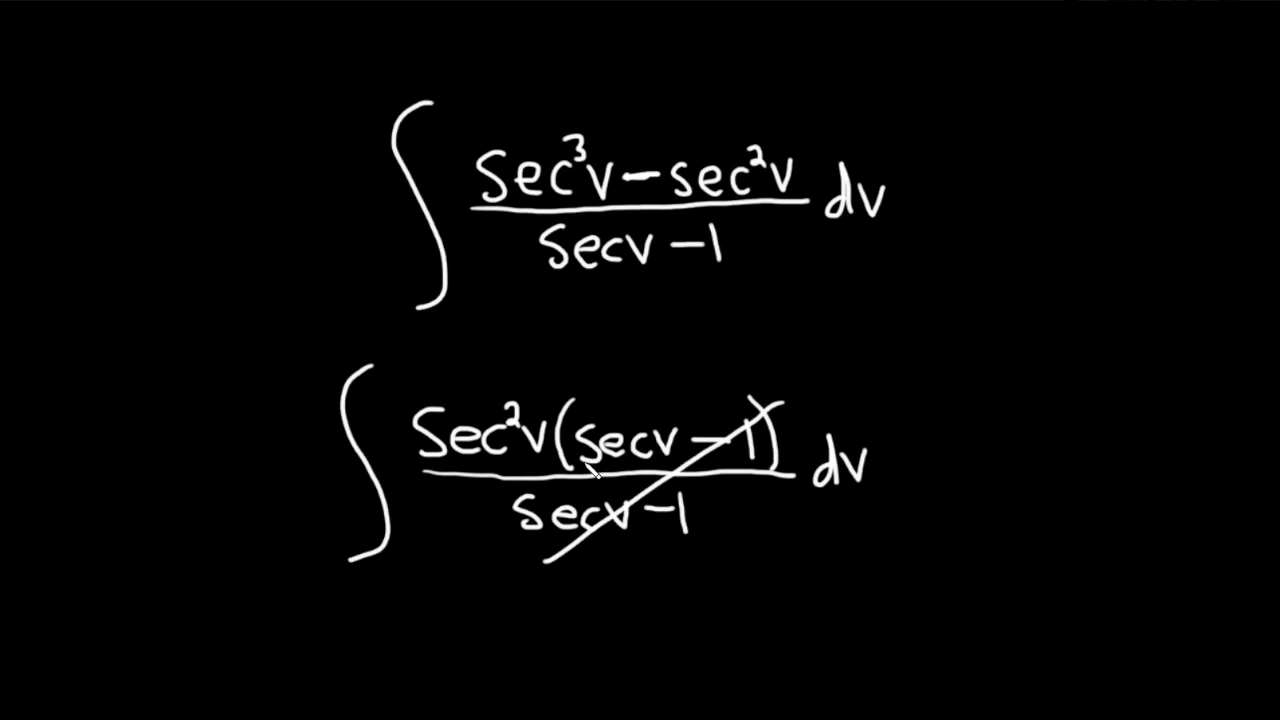 ∫ sec³v − sec²v / secv − 1 dv
∫ sec²v(secv − 1) / secv − 1 dv